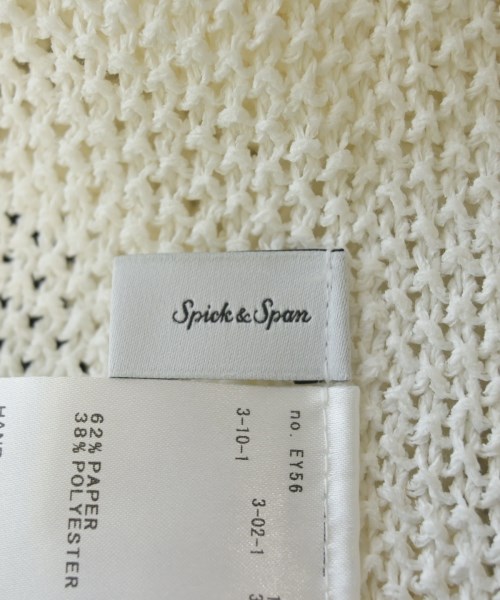 Spick & Span
no. EY56
3-10-1
3-02-1
62% PAPER
38% POLYESTER